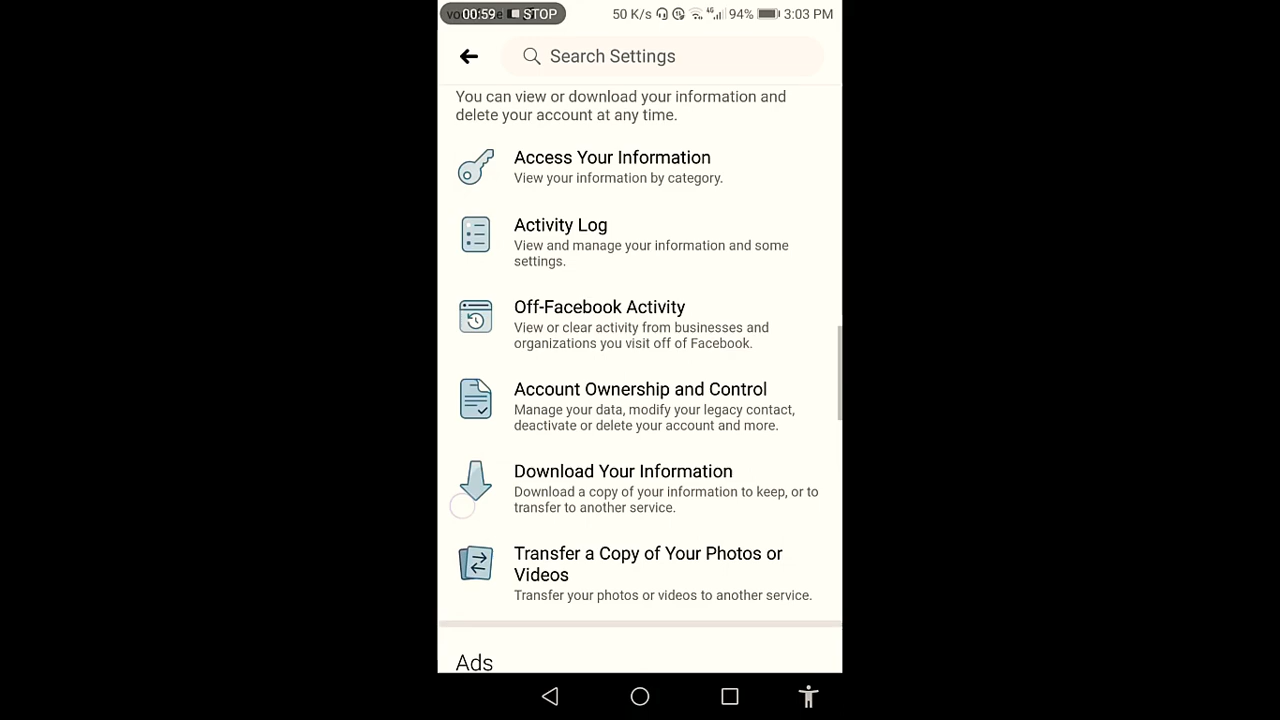 00:59 STOP 50 K/s 4G 94% 3:03 PM
Search Settings
You can view or download your information and
delete your account at any time.
Access Your Information
View your information by category.
Activity Log
View and manage your information and some
settings.
Off-Facebook Activity
View or clear activity from businesses and
organizations you visit off of Facebook.
Account Ownership and Control
Manage your data, modify your legacy contact,
deactivate or delete your account and more.
Download Your Information
Download a copy of your information to keep, or to
transfer to another service.
Transfer a Copy of Your Photos or
Videos
Transfer your photos or videos to another service.
Ads